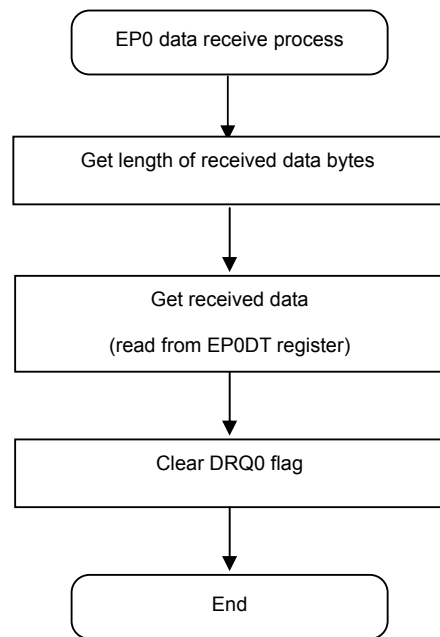 EP0 data receive process
Get length of received data bytes
Get received data
(read from EP0DT register)
Clear DRQ0 flag
End